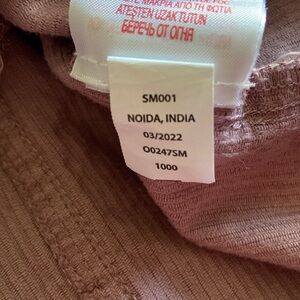 ΜΑΚΡΙΑ ΑΠΟ ΤΗ ΦΩΤΙΑ
ATEŞTEN UZAK TUTUN
БЕРЕЧЬ ОТ ОГНЯ
SM001
NOIDA, INDIA
03/2022
O0247SM
1000